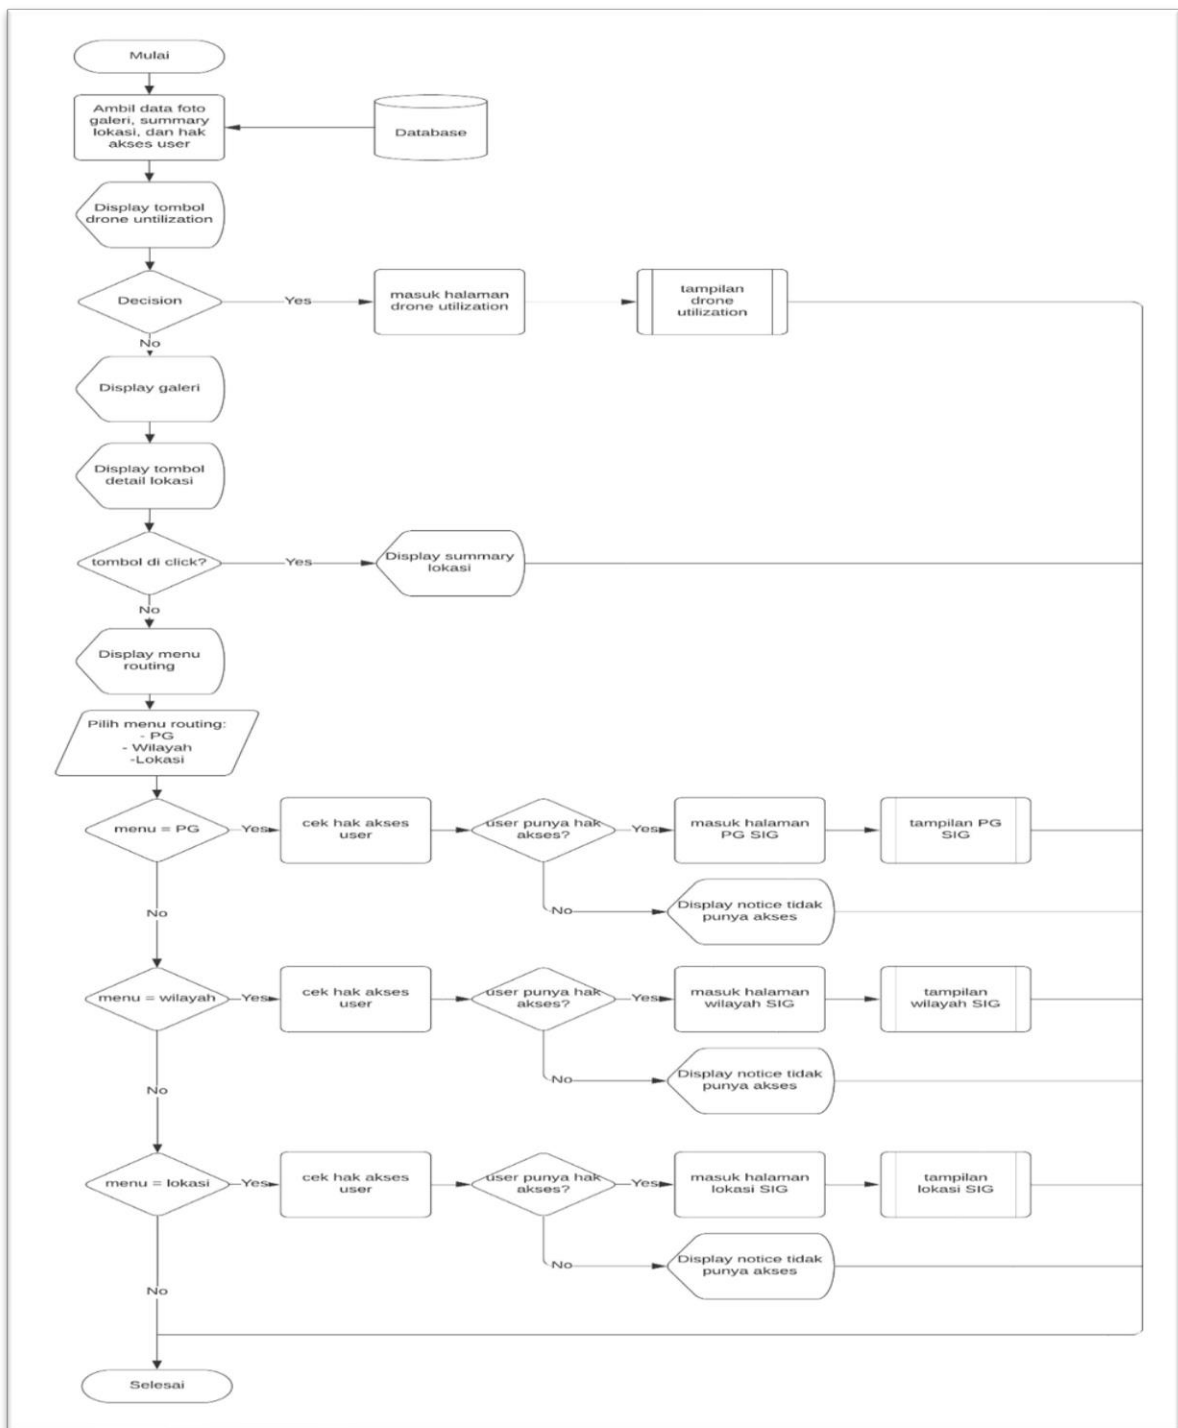 Mulai
Ambil data foto
galeri, summary
lokasi, dan hak
akses user
Database
Display tombol
drone untilization
Decision
Yes
masuk halaman
drone utilization
tampilan
drone
utilization
No
Display galeri
Display tombol
detail lokasi
tombol di click?
Yes
Display summary
lokasi
No
Display menu
routing
Pilih menu routing:
- PG
- Wilayah
-Lokasi
menu = PG
Yes
cek hak akses
user
user punya hak
akses?
Yes
masuk halaman
PG SIG
tampilan PG
SIG
No
Display notice tidak
punya akses
No
menu = wilayah
Yes
cek hak akses
user
user punya hak
akses?
Yes
masuk halaman
wilayah SIG
tampilan
wilayah SIG
No
Display notice tidak
punya akses
No
menu = lokasi
Yes
cek hak akses
user
user punya hak
akses?
Yes
masuk halaman
lokasi SIG
tampilan
lokasi SIG
No
Display notice tidak
punya akses
No
Selesai